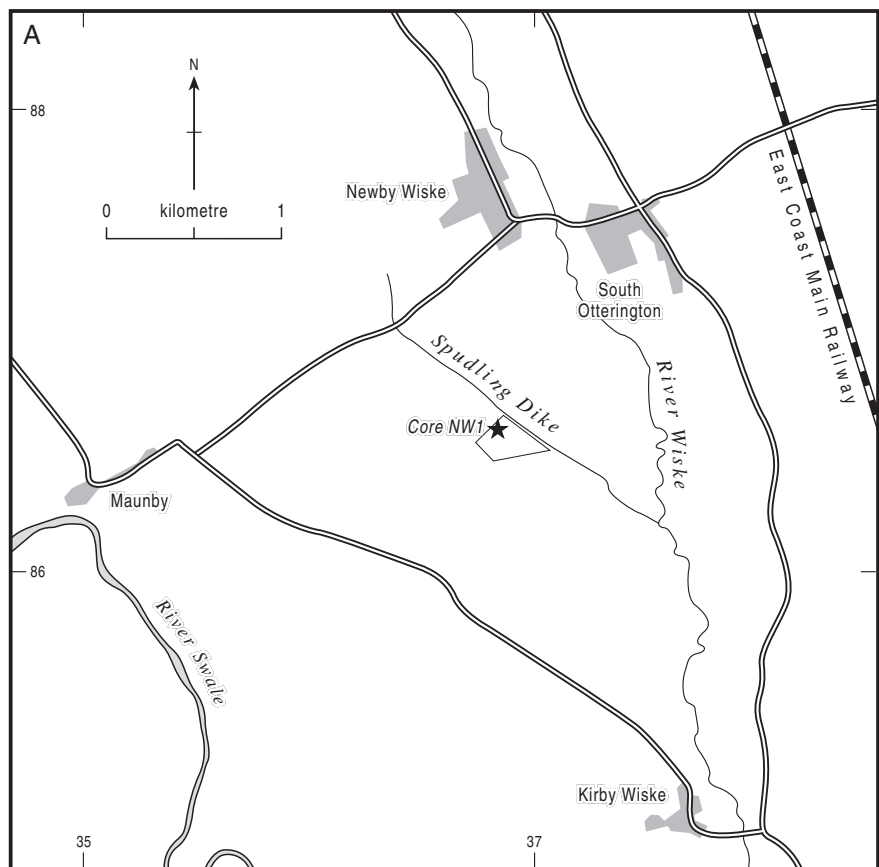 A
N
88
Newby Wiske
0 kilometre 1
East Coast Main Railway
South
Otterington
Spudling Dike
River Wiske
Core NW1
Maunby
86
River Swale
Kirby Wiske
35
37